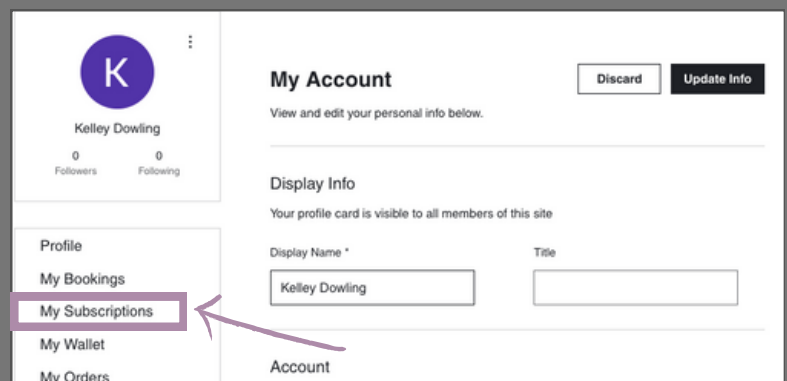 K
Kelley Dowling
0 0
Followers Following
Profile
My Bookings
My Subscriptions
My Wallet
My Orders
My Account
Discard Update Info
View and edit your personal info below.
Display Info
Your profile card is visible to all members of this site
Display Name * Title
Kelley Dowling
Account